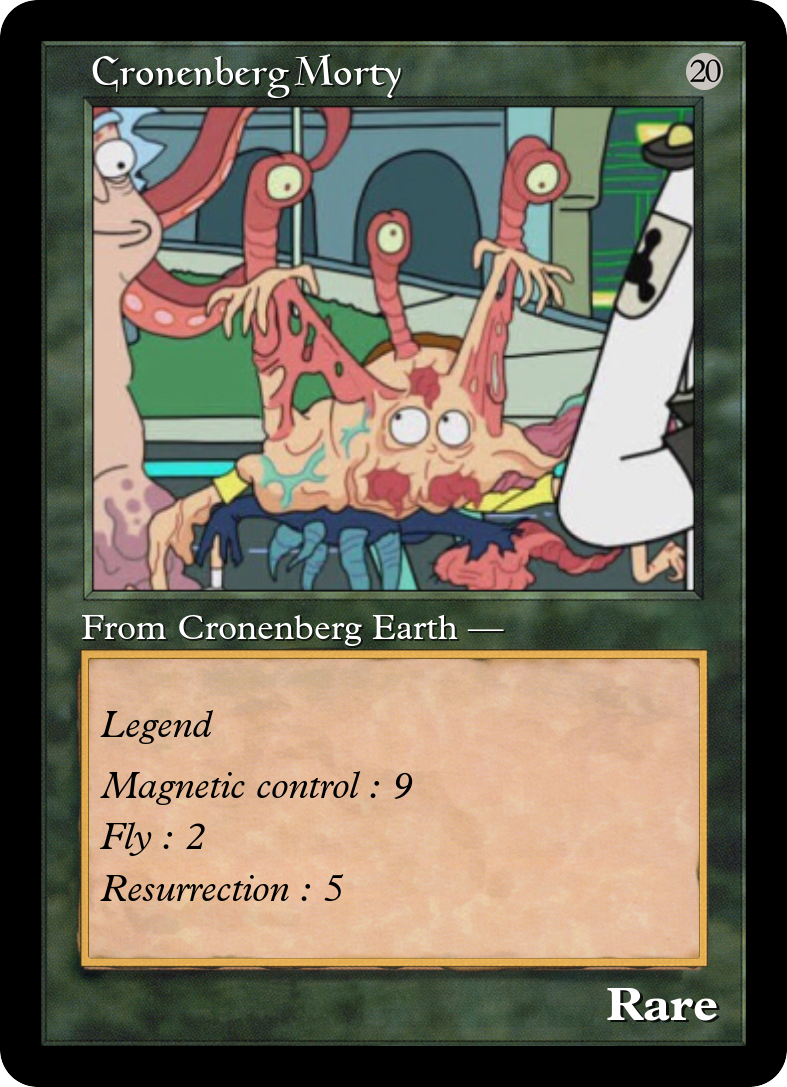 Cronenberg Morty 20
From Cronenberg Earth —
Legend
Magnetic control : 9
Fly : 2
Resurrection : 5
Rare